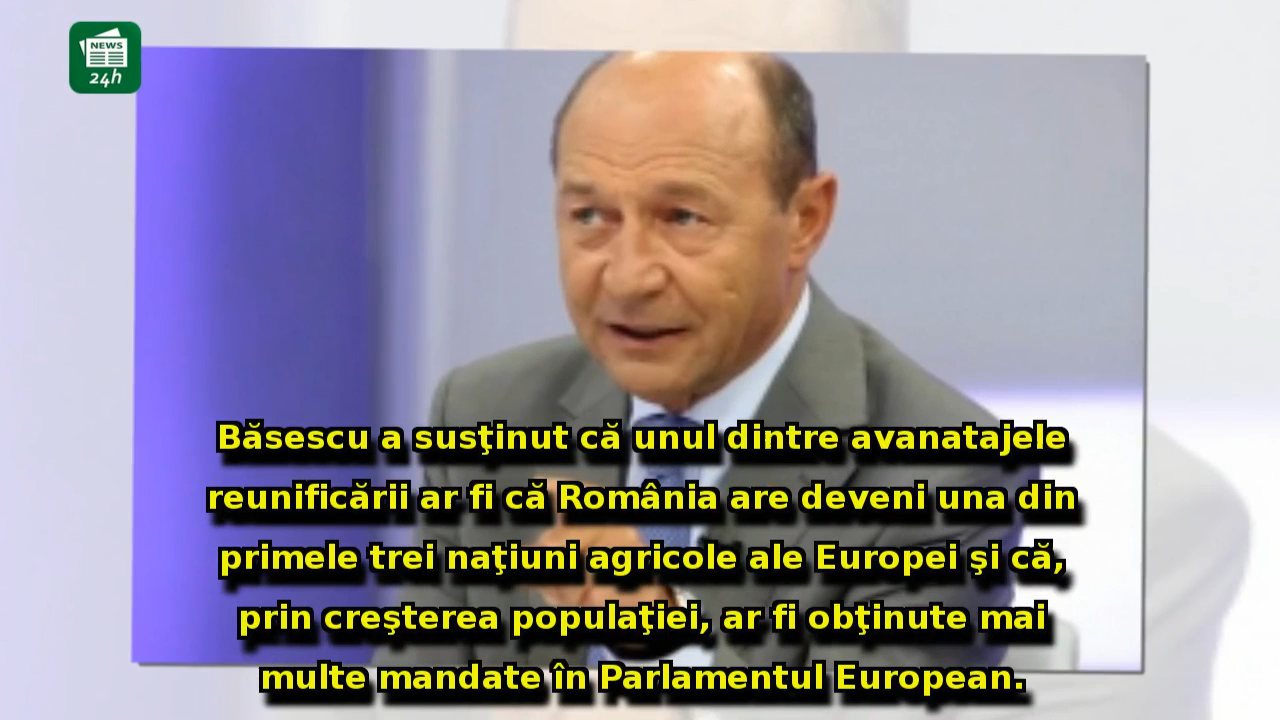 NEWS
24h
Băsescu a susţinut că unul dintre avanatajele
reunificării ar fi că România are deveni una din
primele trei naţiuni agricole ale Europei şi că,
prin creşterea populaţiei, ar fi obţinute mai
multe mandate în Parlamentul European.